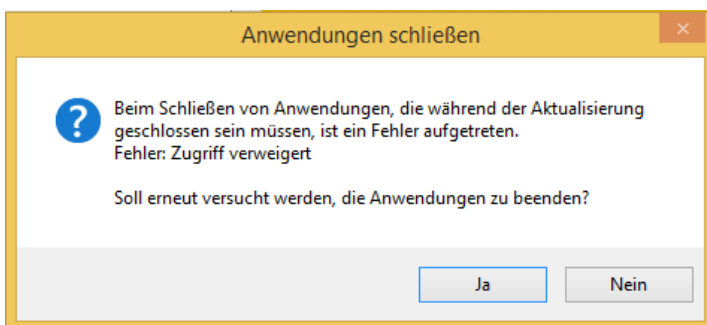 Anwendungen schließen
Beim Schließen von Anwendungen, die während der Aktualisierung
geschlossen sein müssen, ist ein Fehler aufgetreten.
Fehler: Zugriff verweigert
Soll erneut versucht werden, die Anwendungen zu beenden?
Ja
Nein